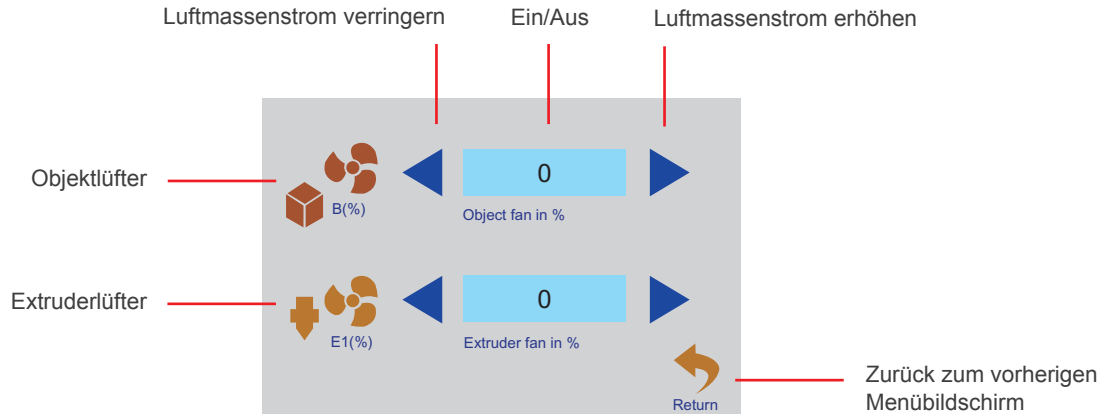 Luftmassenstrom verringern
Ein/Aus
Luftmassenstrom erhöhen
Objektlüfter
B(%)
0
Object fan in %
Extruderlüfter
E1(%)
0
Extruder fan in %
Return
Zurück zum vorherigen
Menübildschirm